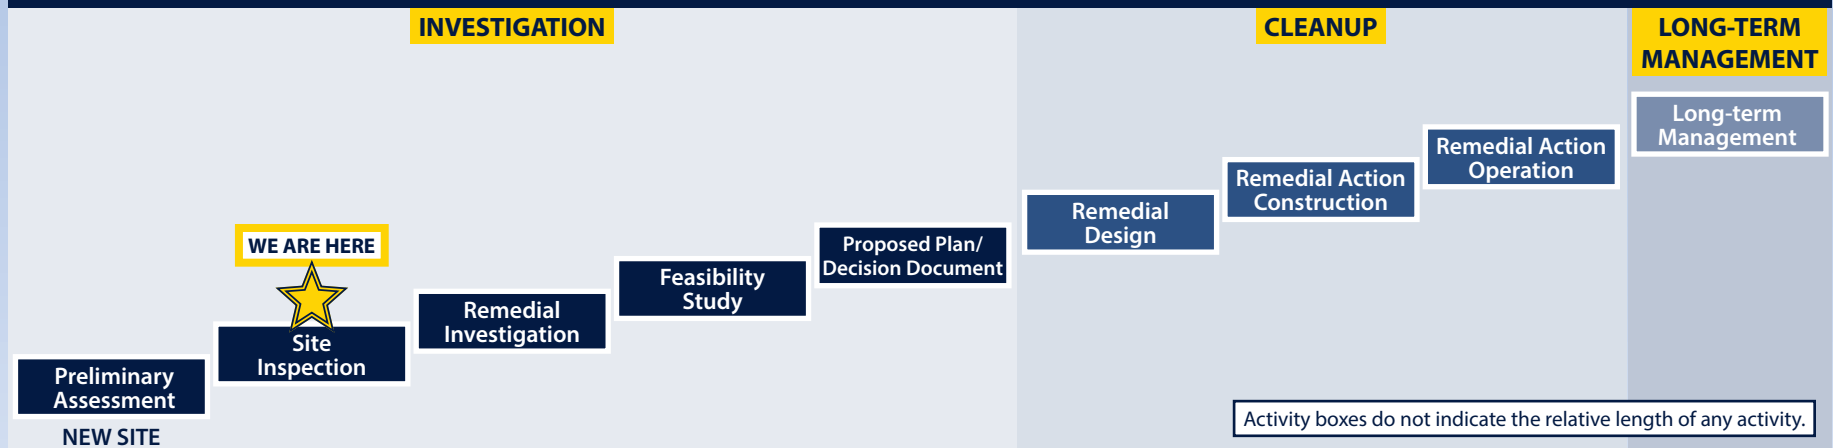 INVESTIGATION
CLEANUP
LONG-TERM
MANAGEMENT
Long-term
Management
Remedial Action
Operation
Remedial Action
Construction
Remedial
Design
Proposed Plan/
Decision Document
WE ARE HERE
Feasibility
Study
Remedial
Investigation
Site
Inspection
Preliminary
Assessment
NEW SITE
Activity boxes do not indicate the relative length of any activity.